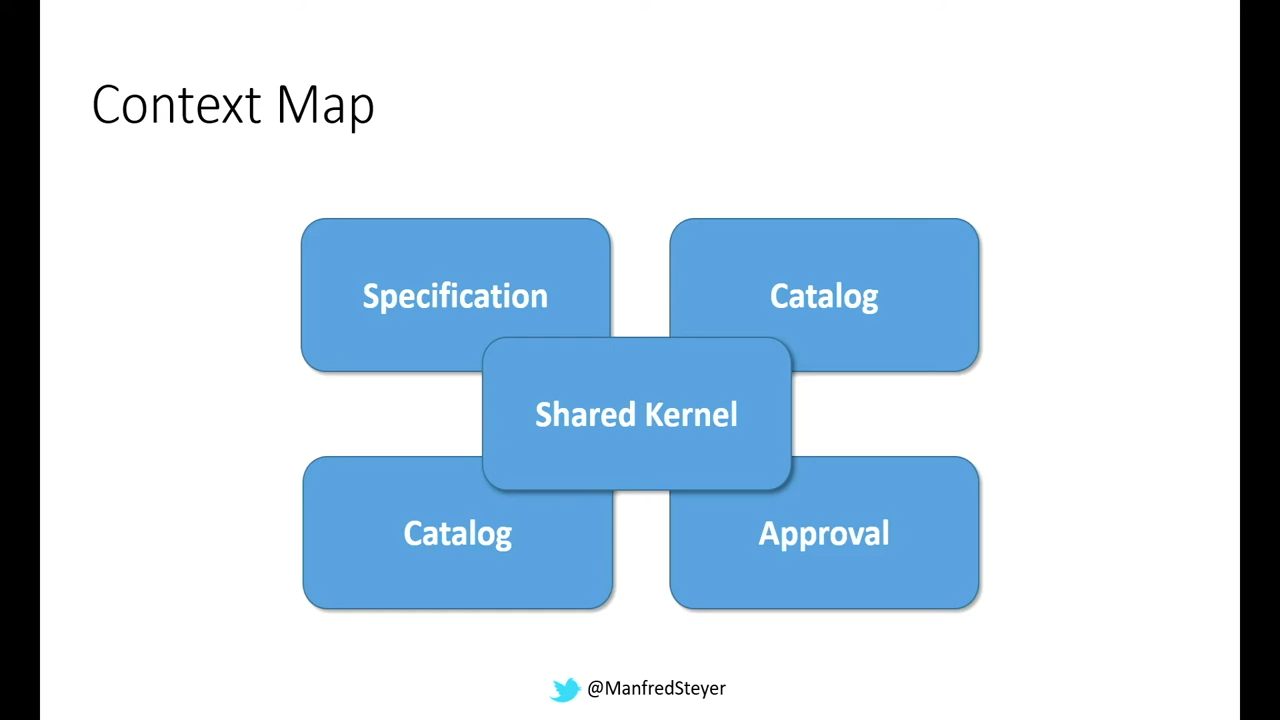 Context Map
Specification
Catalog
Shared Kernel
Catalog
Approval
@ManfredSteyer